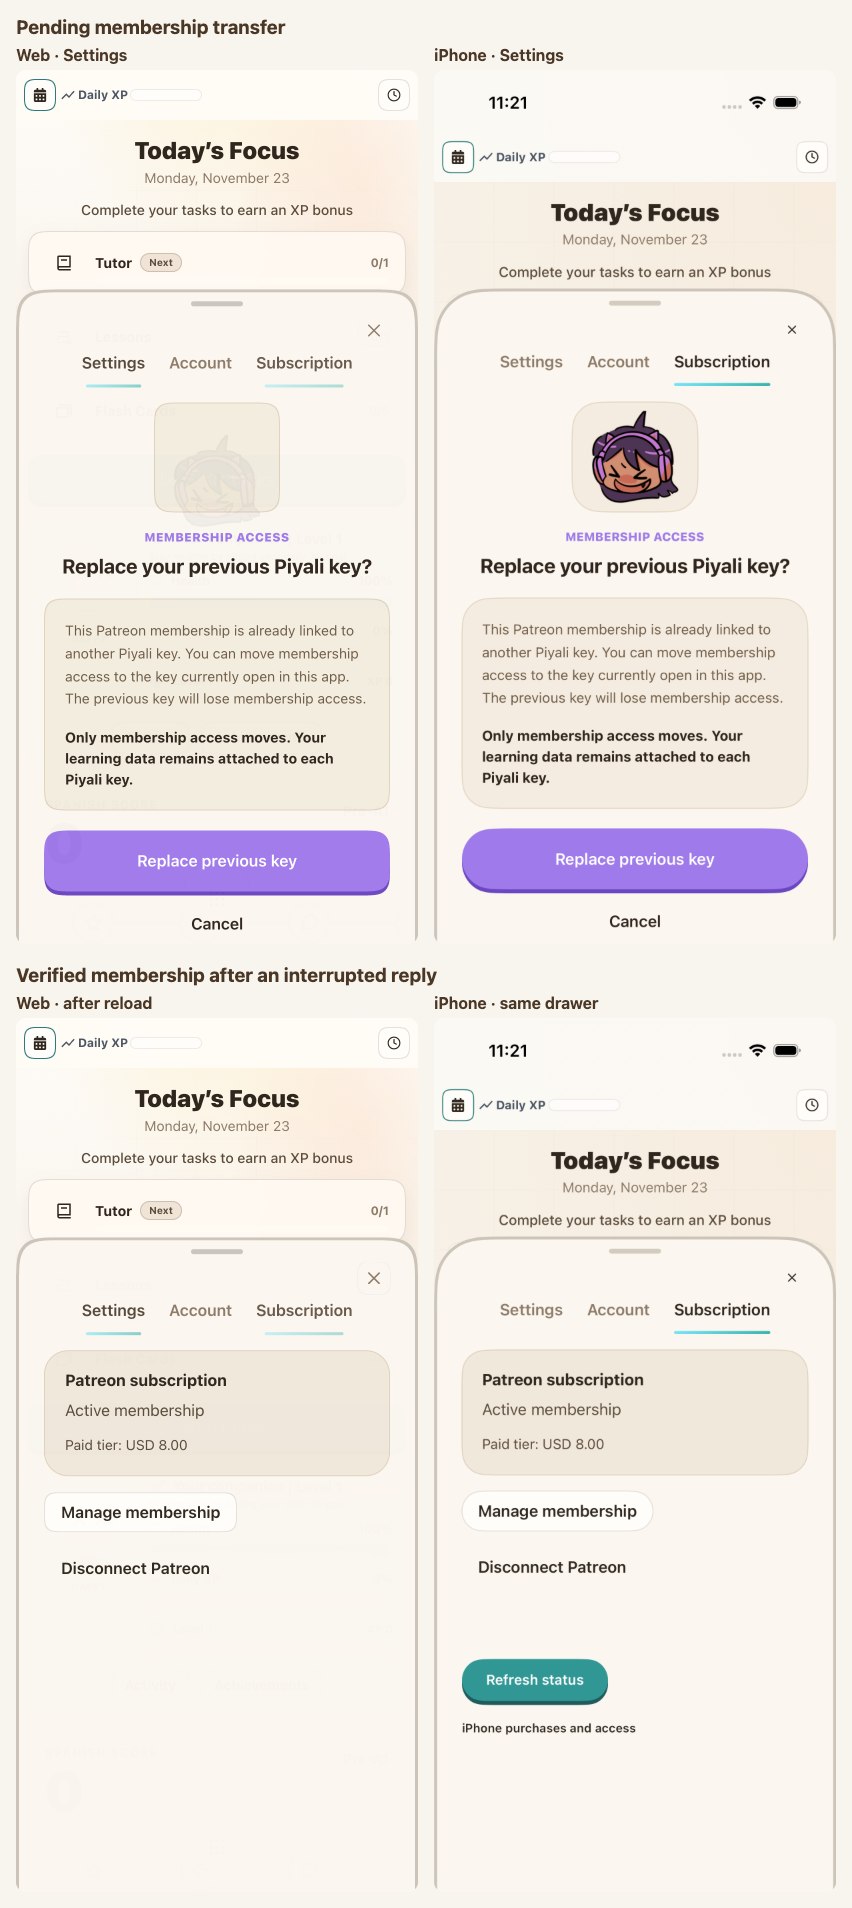 Pending membership transfer
Web · Settings
Daily XP
Today's Focus
Monday, November 23
Complete your tasks to earn an XP bonus
Tutor Next 0/1
Settings Account Subscription
MEMBERSHIP ACCESS
Replace your previous Piyali key?
This Patreon membership is already linked to
another Piyali key. You can move membership
access to the key currently open in this app.
The previous key will lose membership access.
Only membership access moves. Your
learning data remains attached to each
Piyali key.
Replace previous key
Cancel
iPhone · Settings
11:21
Daily XP
Today's Focus
Monday, November 23
Complete your tasks to earn an XP bonus
Settings Account Subscription
MEMBERSHIP ACCESS
Replace your previous Piyali key?
This Patreon membership is already linked to
another Piyali key. You can move membership
access to the key currently open in this app.
The previous key will lose membership access.
Only membership access moves. Your
learning data remains attached to each
Piyali key.
Replace previous key
Cancel
Verified membership after an interrupted reply
Web · after reload
Daily XP
Today's Focus
Monday, November 23
Complete your tasks to earn an XP bonus
Tutor Next 0/1
Settings Account Subscription
Patreon subscription
Active membership
Paid tier: USD 8.00
Manage membership
Disconnect Patreon
iPhone · same drawer
11:21
Daily XP
Today's Focus
Monday, November 23
Complete your tasks to earn an XP bonus
Settings Account Subscription
Patreon subscription
Active membership
Paid tier: USD 8.00
Manage membership
Disconnect Patreon
Refresh status
iPhone purchases and access